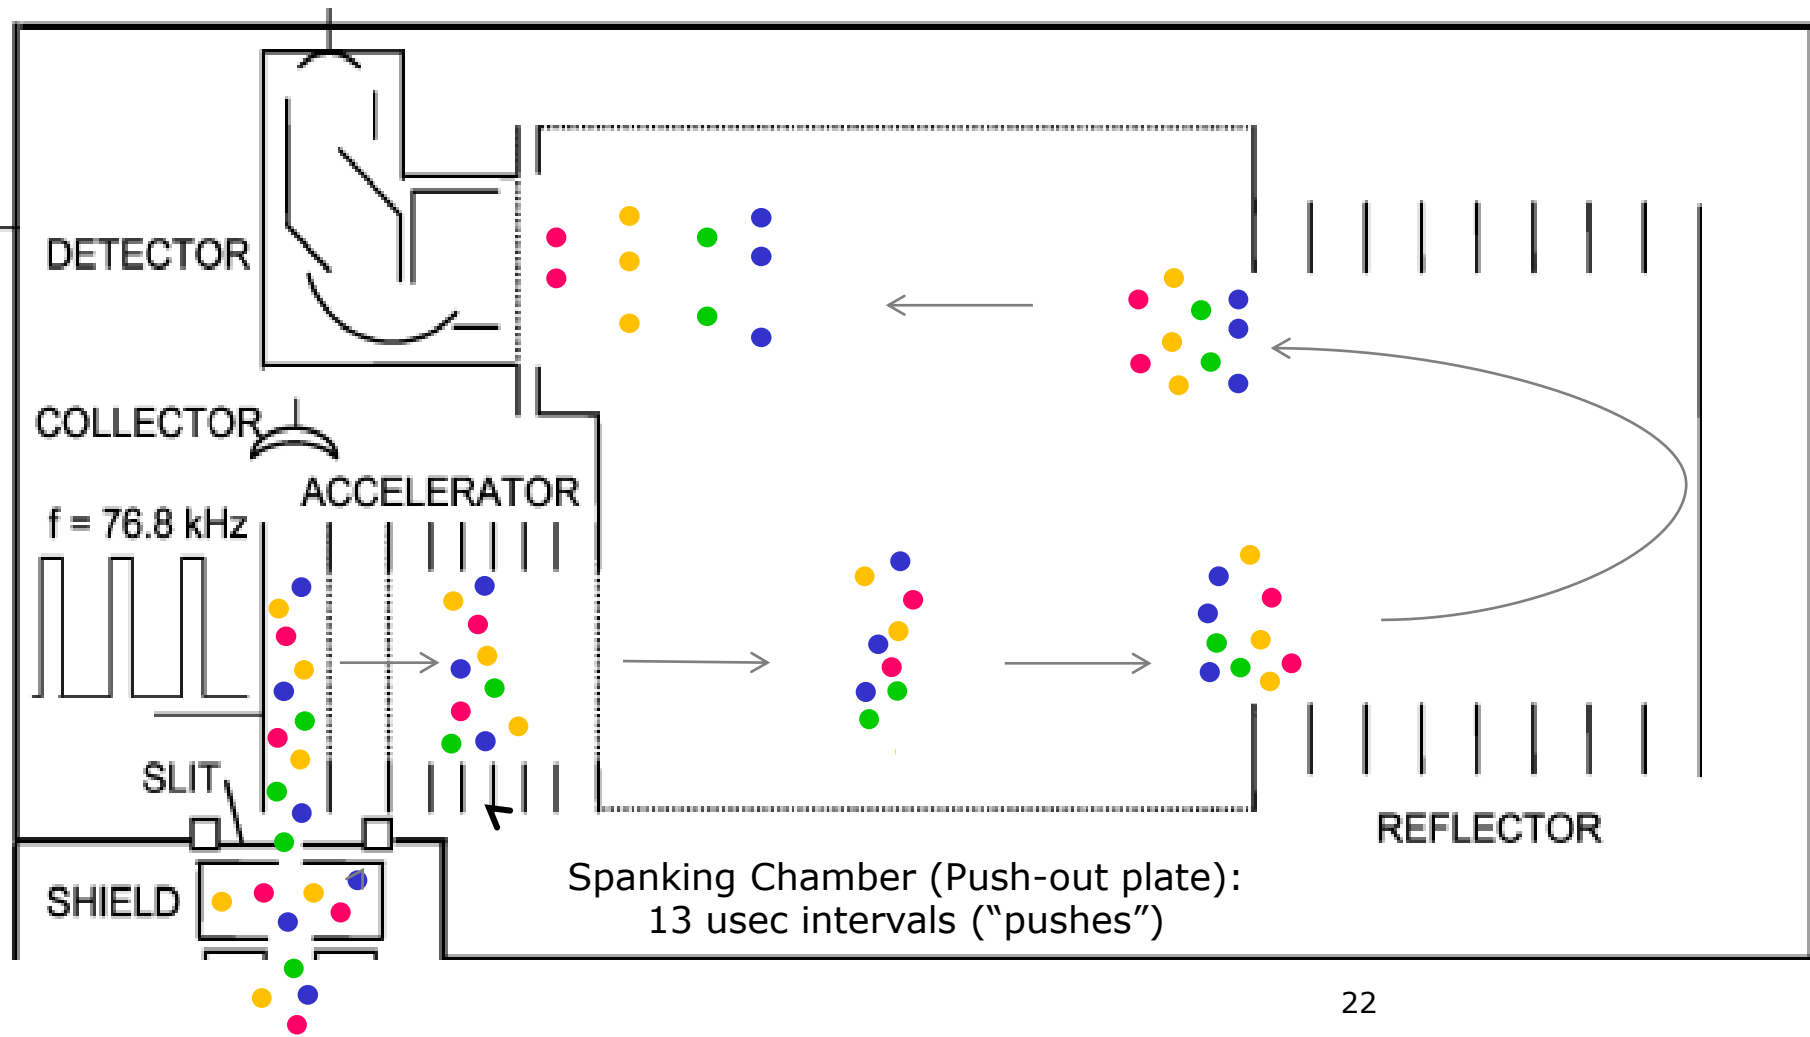 DETECTOR
COLLECTOR
ACCELERATOR
f = 76.8 kHz
SLIT
REFLECTOR
SHIELD
Spanking Chamber (Push-out plate):
13 usec intervals (“pushes”)
22